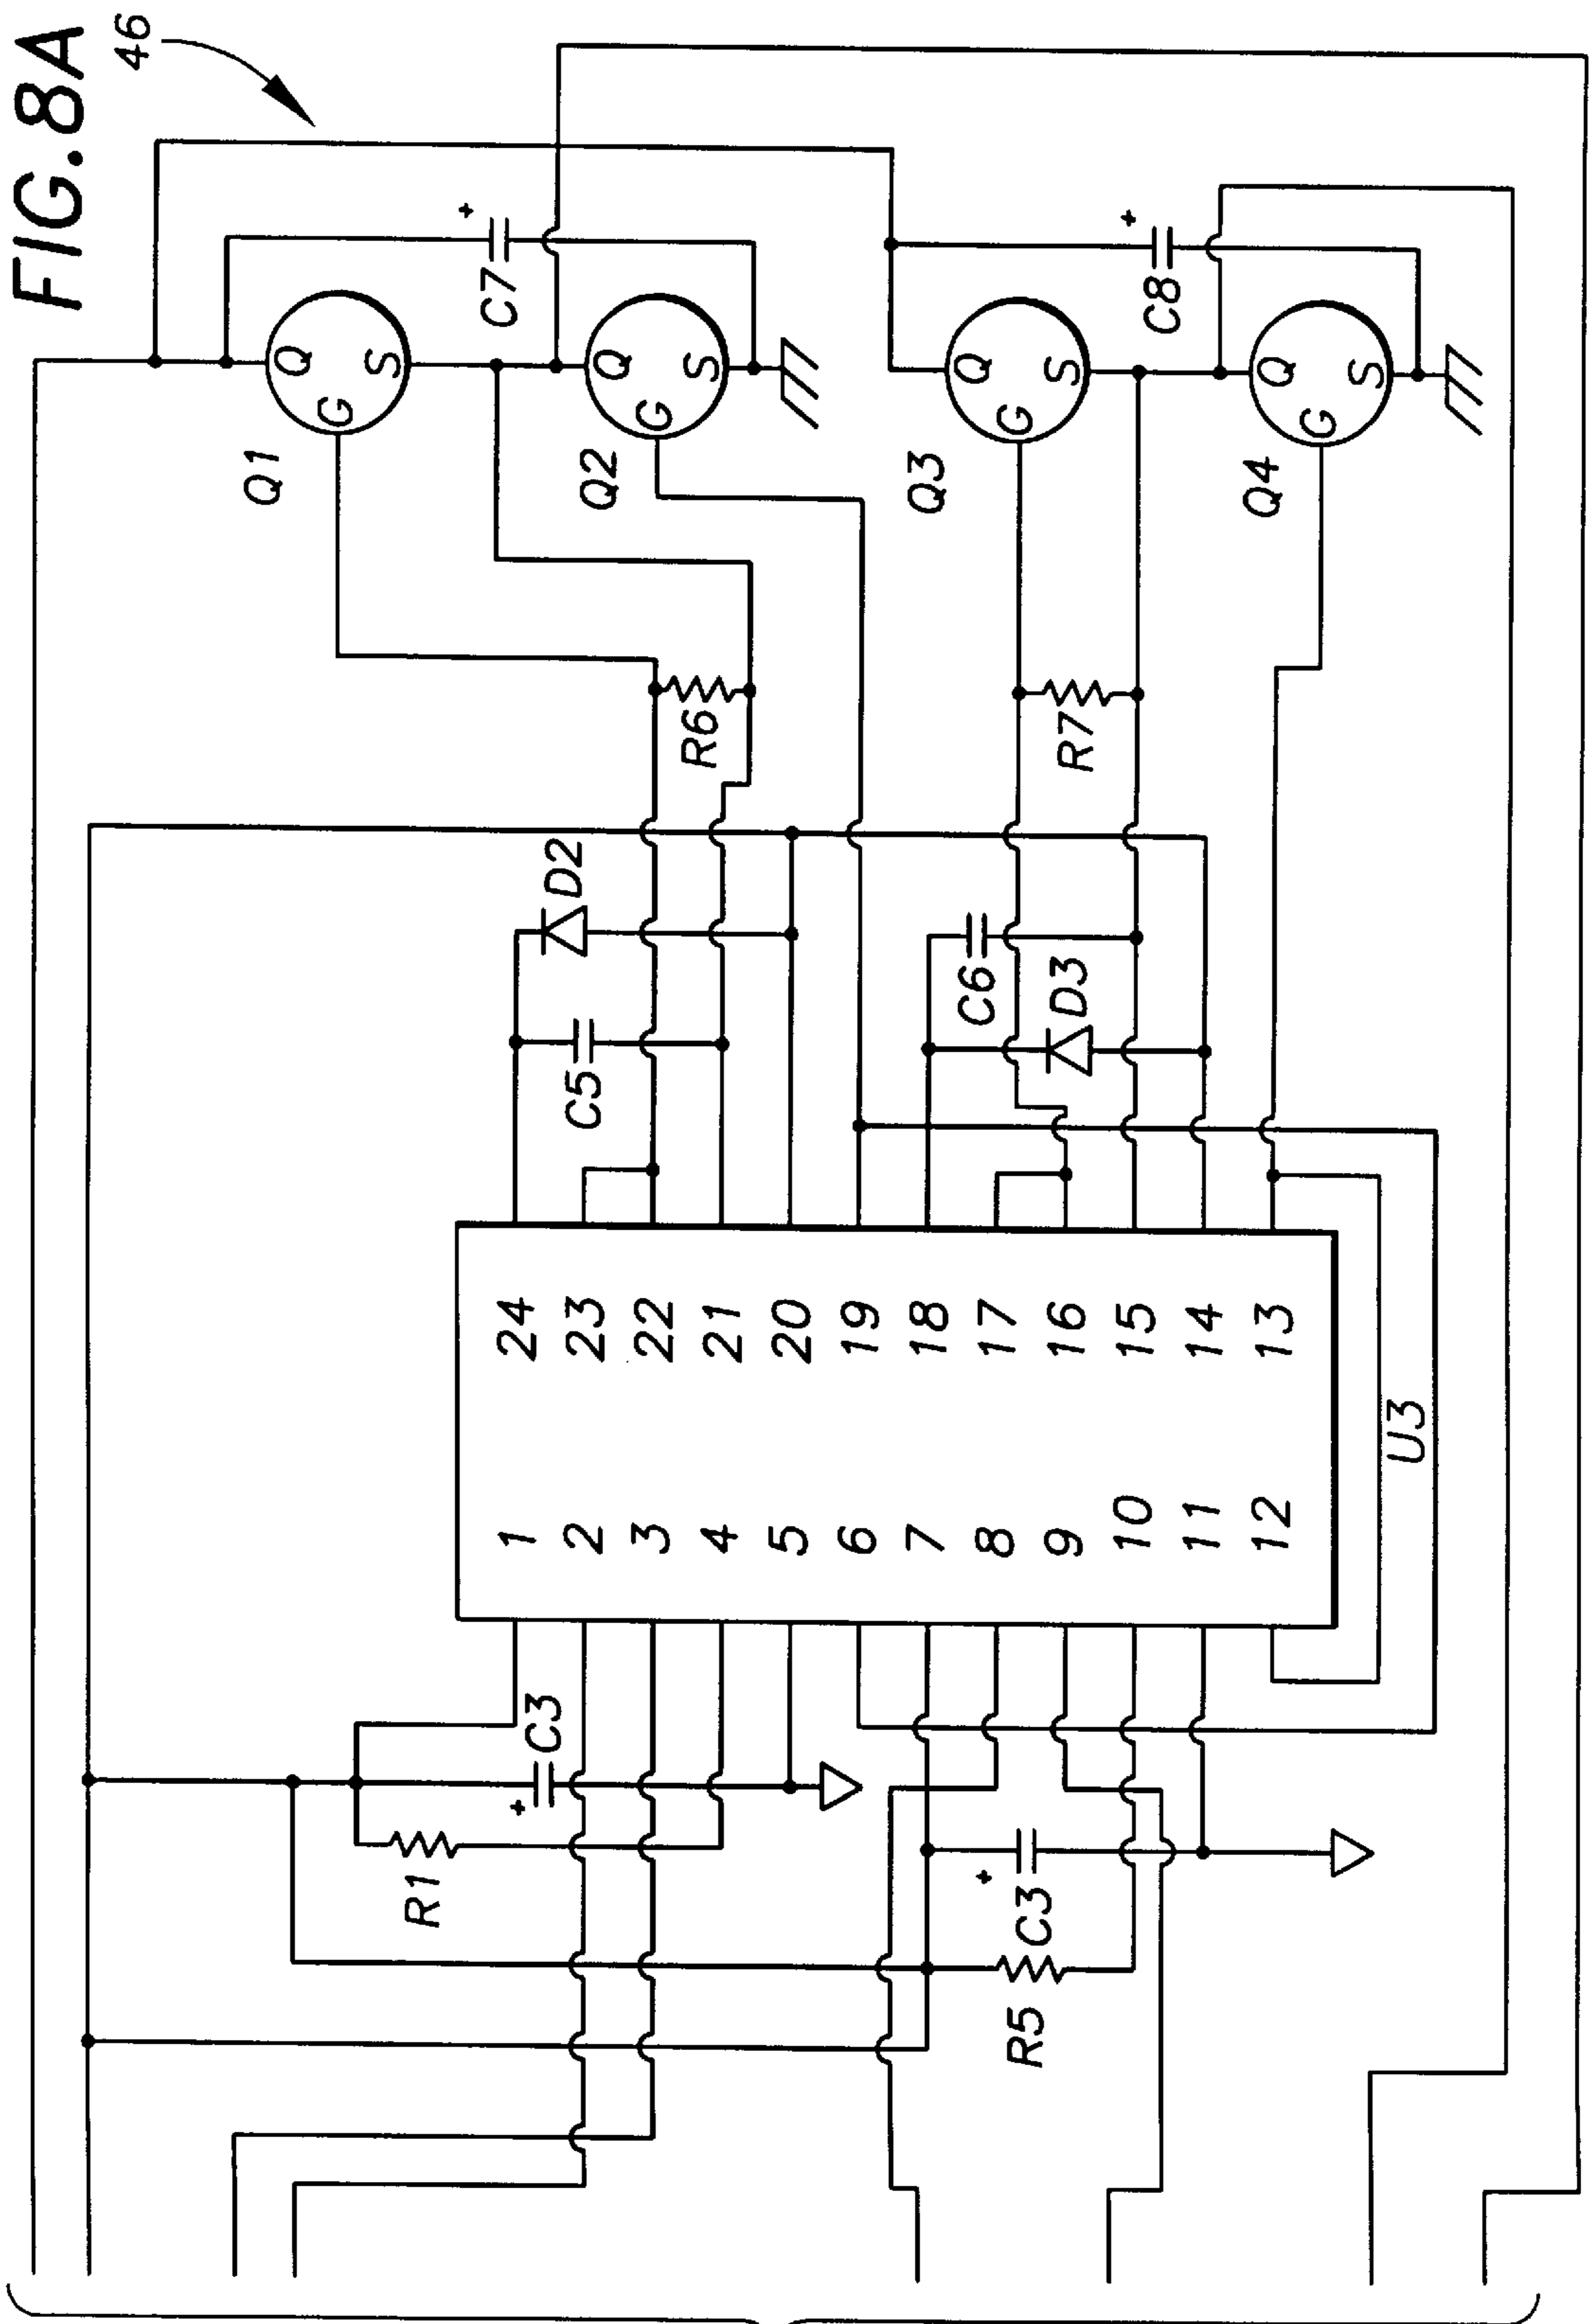 FIG. 8A
46
Q1
Q
G
S
C7
+
Q2
Q
G
S
Q3
Q
G
S
C8
+
Q4
Q
G
S
R6
R7
D2
C5
C6
D3
24
23
22
21
20
19
18
17
16
15
14
13
1
2
3
4
5
6
7
8
9
10
11
12
U3
C3
+
R1
C3
+
R5